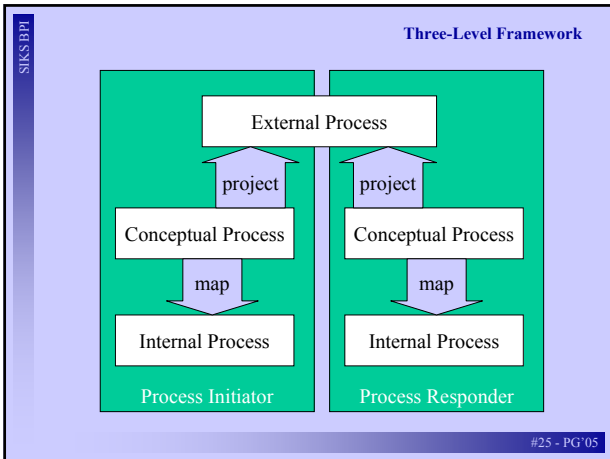 SIKS BPI
Three-Level Framework
External Process
project
project
Conceptual Process
Conceptual Process
map
map
Internal Process
Internal Process
Process Initiator
Process Responder
#25 - PG'05